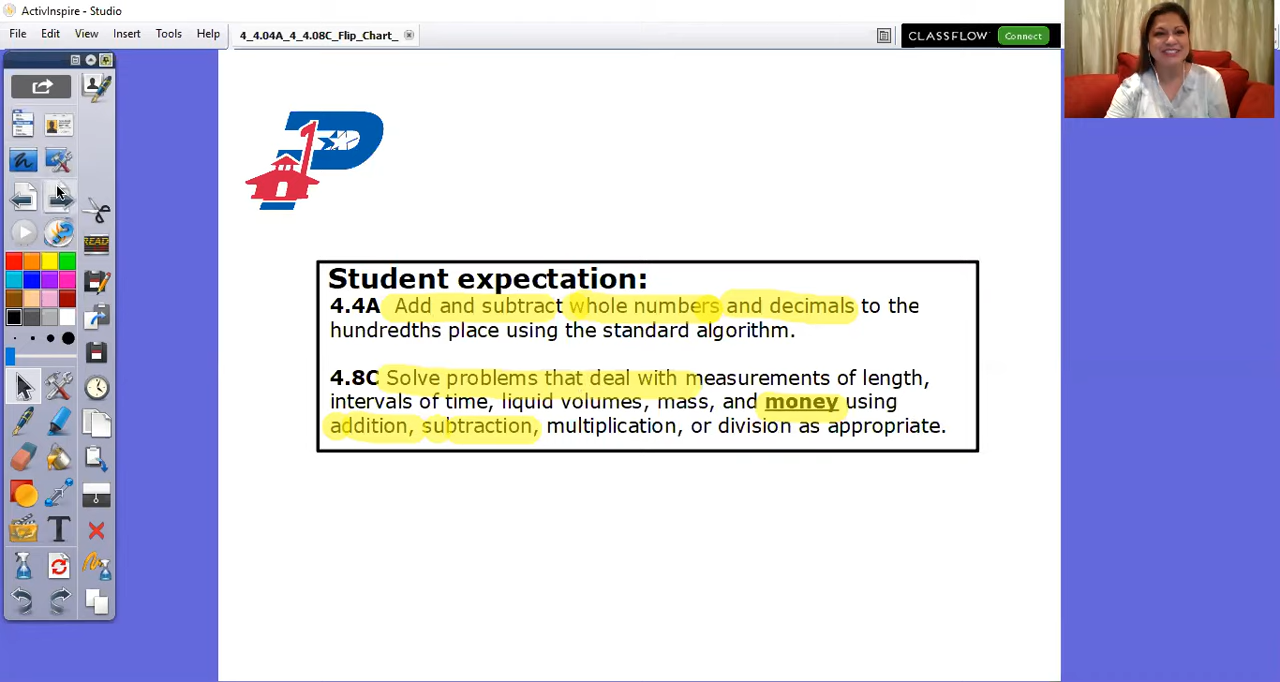 ActivInspire - Studio
File Edit View Insert Tools Help
4_4.04A_4_4.08C_Flip_Chart_
CLASSFLOW Connect
READ
T
P
Student expectation:
4.4A Add and subtract whole numbers and decimals to the
hundredths place using the standard algorithm.
4.8C Solve problems that deal with measurements of length,
intervals of time, liquid volumes, mass, and money using
addition, subtraction, multiplication, or division as appropriate.